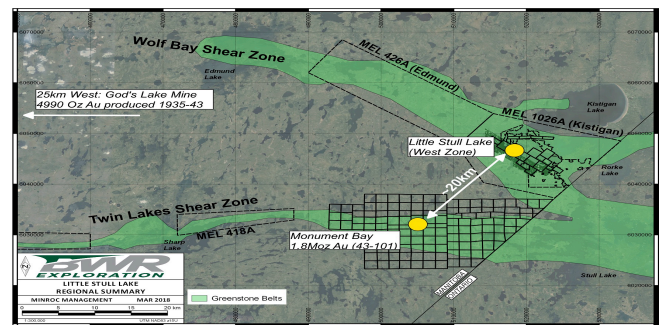 Wolf Bay Shear Zone
Edmund
Lake
MEL 426A (Edmund)
25km West: God's Lake Mine
4990 Oz Au produced 1935-43
Kistigan
Lake
MEL 1026A (Kistigan)
Little Stull Lake
(West Zone)
Rorke
Lake
~20km
Twin Lakes Shear Zone
MEL 418A
Sharp
Lake
Monument Bay
1.8Moz Au (43-101)
Stull Lake
MANITOBA
ONTARIO
BWR
EXPLORATION
LITTLE STULL LAKE
REGIONAL SUMMARY
MINROC MANAGEMENT MAR 2018
0 5 10 15 20 km
Greenstone Belts